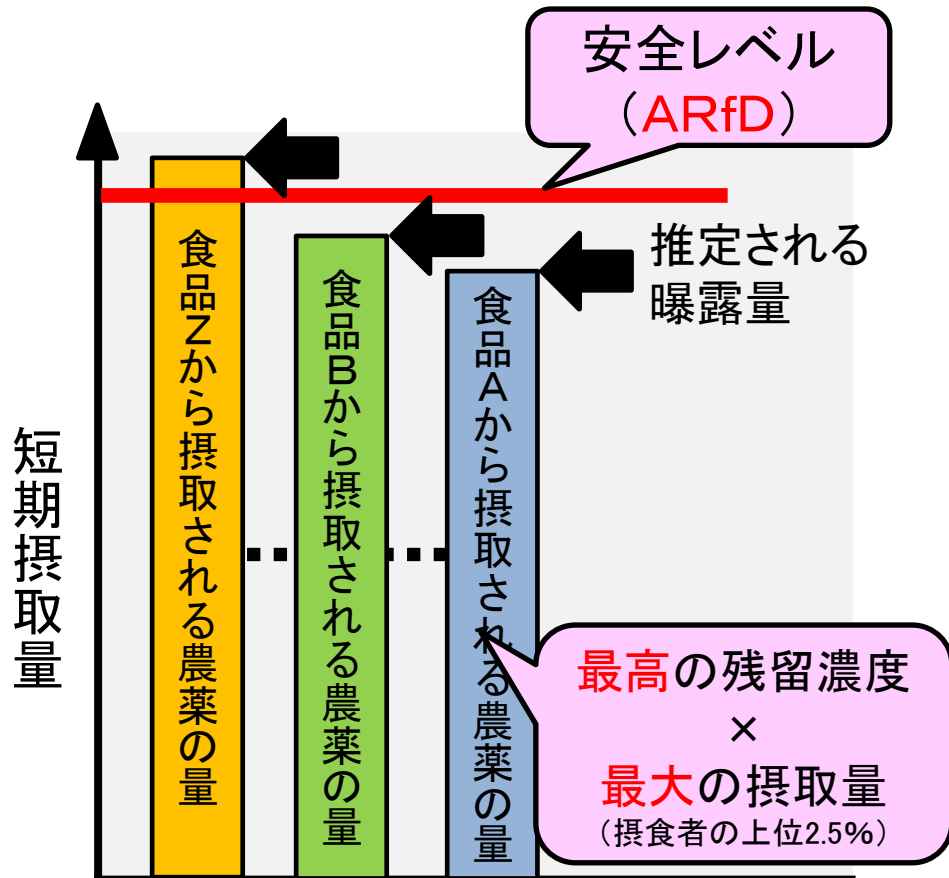 安全レベル
（ARfD）
推定される
曝露量
短期摂取量
食品Zから摂取される農薬の量
食品Bから摂取される農薬の量
食品Aから摂取される農薬の量
最高の残留濃度
×
最大の摂取量
（摂食者の上位2.5%）